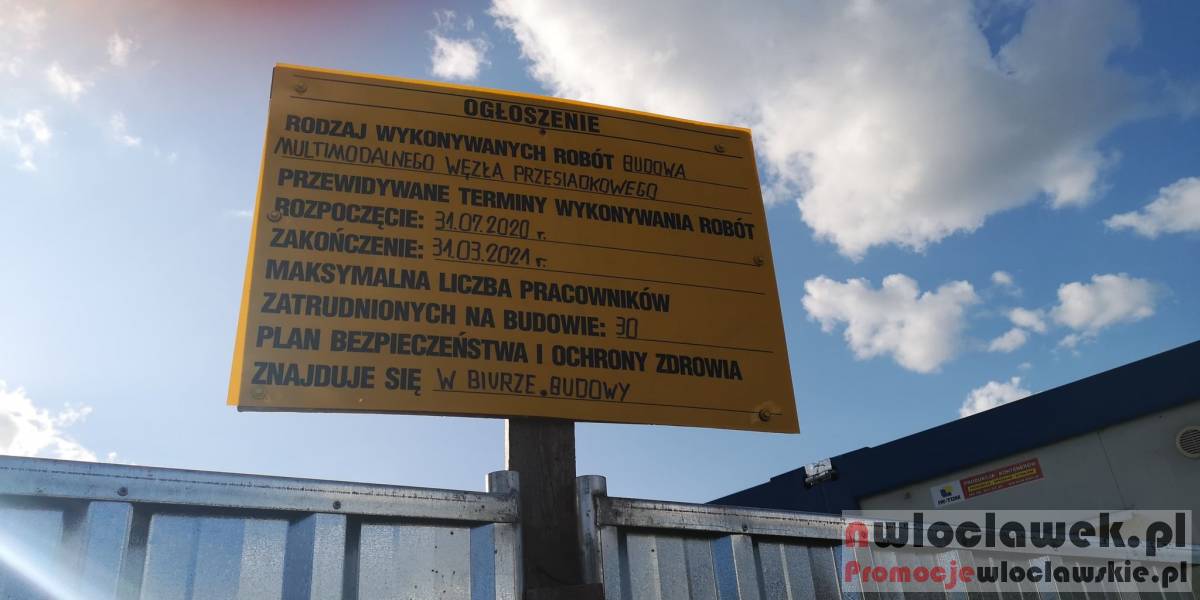 OGŁOSZENIE
RODZAJ WYKONYWANYCH ROBÓT BUDOWA
MULTIMODALNEGO WĘZŁA PRZESIADKOWEGO
PRZEWIDYWANE TERMINY WYKONYWANIA ROBÓT
ROZPOCZĘCIE: 31.07.2020 r.
ZAKOŃCZENIE: 31.03.2021 r.
MAKSYMALNA LICZBA PRACOWNIKÓW
ZATRUDNIONYCH NA BUDOWIE: 30
PLAN BEZPIECZEŃSTWA I OCHRONY ZDROWIA
ZNAJDUJE SIĘ W BIURZE BUDOWY
PRODUKCJA KONTENERÓW
nwloclawek.pl
Promocjewloclawskie.pl